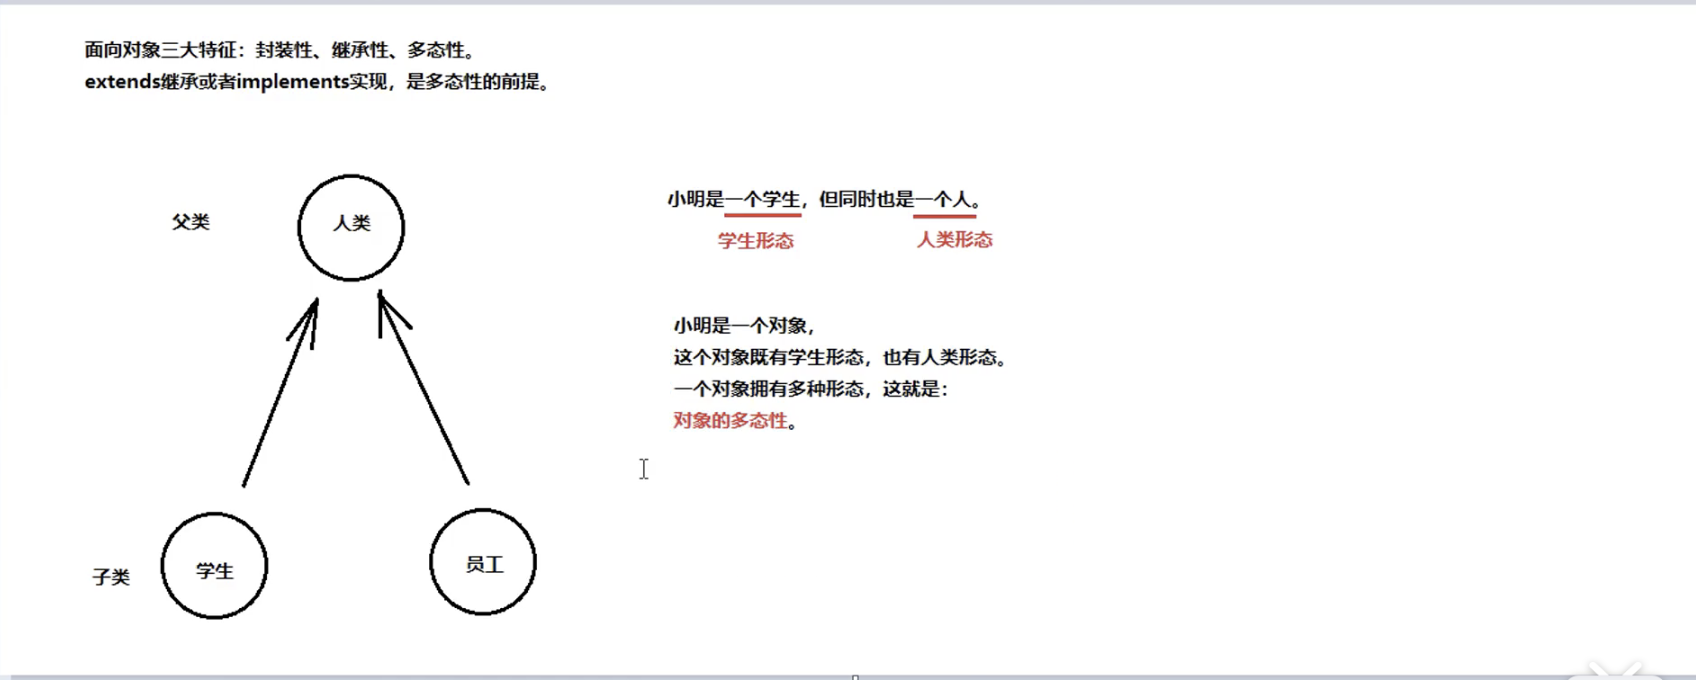 面向对象三大特征：封装性、继承性、多态性。
extends继承或者implements实现，是多态性的前提。
父类
人类
小明是一个学生，但同时也是一个人。
学生形态
人类形态
小明是一个对象，
这个对象既有学生形态，也有人类形态。
一个对象拥有多种形态，这就是：
对象的多态性。
子类
学生
员工